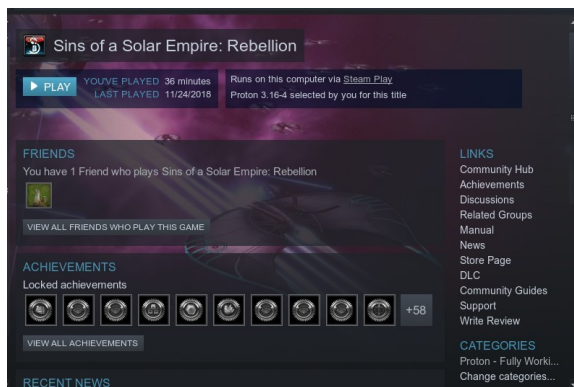 Sins of a Solar Empire: Rebellion
PLAY
YOU'VE PLAYED 36 minutes
LAST PLAYED 11/24/2018
Runs on this computer via Steam Play
Proton 3.16-4 selected by you for this title
FRIENDS
You have 1 Friend who plays Sins of a Solar Empire: Rebellion
VIEW ALL FRIENDS WHO PLAY THIS GAME
ACHIEVEMENTS
Locked achievements
+58
VIEW ALL ACHIEVEMENTS
RECENT NEWS
LINKS
Community Hub
Achievements
Discussions
Related Groups
Manual
News
Store Page
DLC
Community Guides
Support
Write Review
CATEGORIES
Proton - Fully Worki...
Change categories...